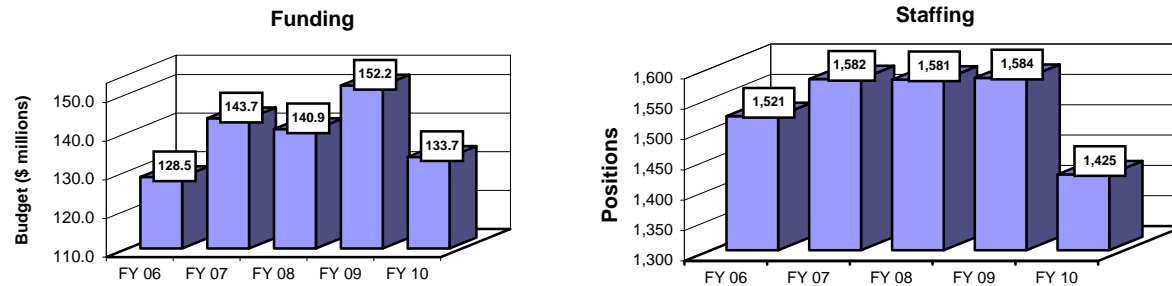 Funding
Budget ($ millions)
150.0
140.0
130.0
120.0
110.0
128.5
143.7
140.9
152.2
133.7
FY 06
FY 07
FY 08
FY 09
FY 10
Staffing
Positions
1,600
1,550
1,500
1,450
1,400
1,350
1,300
1,521
1,582
1,581
1,584
1,425
FY 06
FY 07
FY 08
FY 09
FY 10